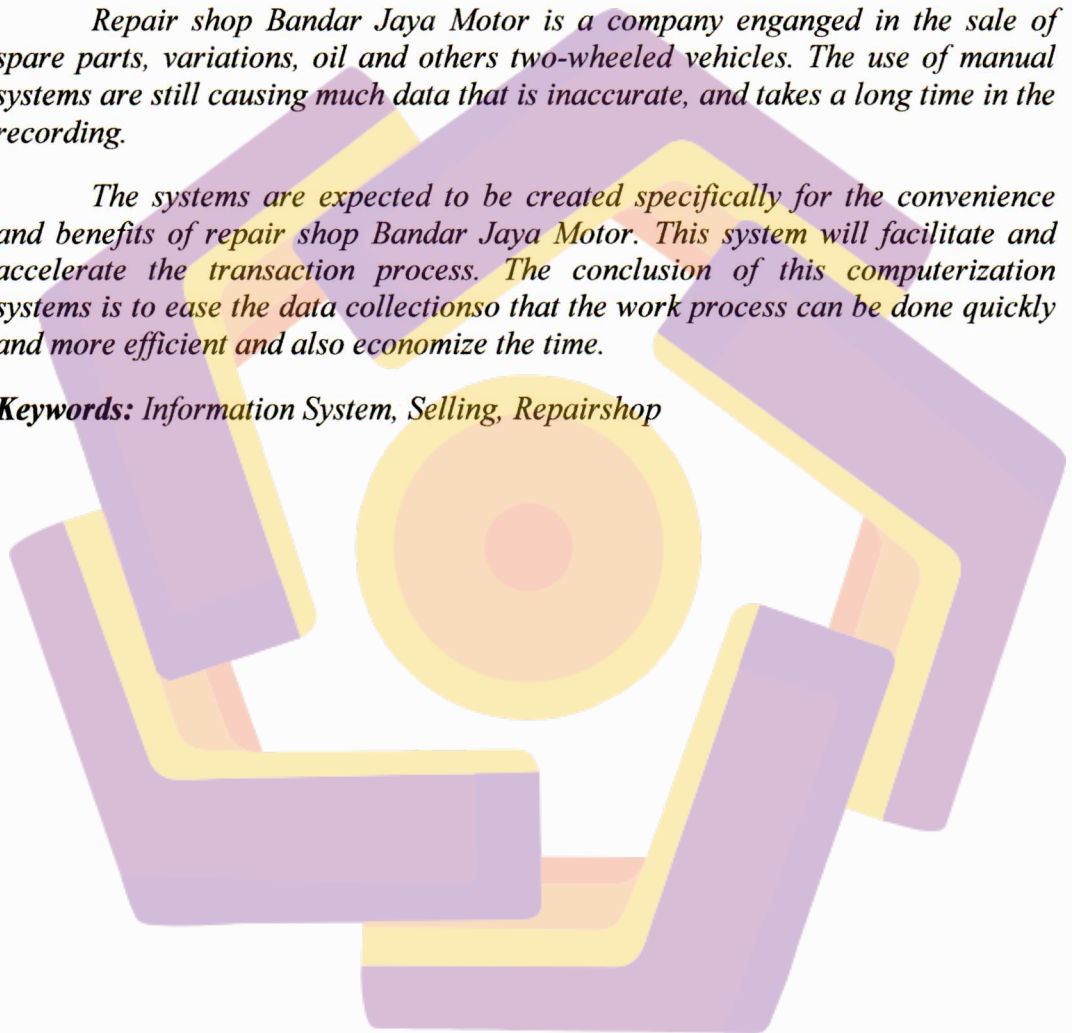 Repair shop Bandar Jaya Motor is a company enganged in the sale of
spare parts, variations, oil and others two-wheeled vehicles. The use of manual
systems are still causing much data that is inaccurate, and takes a long time in the
recording.
The systems are expected to be created specifically for the convenience
and benefits of repair shop Bandar Jaya Motor. This system will facilitate and
accelerate the transaction process. The conclusion of this computerization
systems is to ease the data collectionso that the work process can be done quickly
and more efficient and also economize the time.
Keywords: Information System, Selling, Repairshop